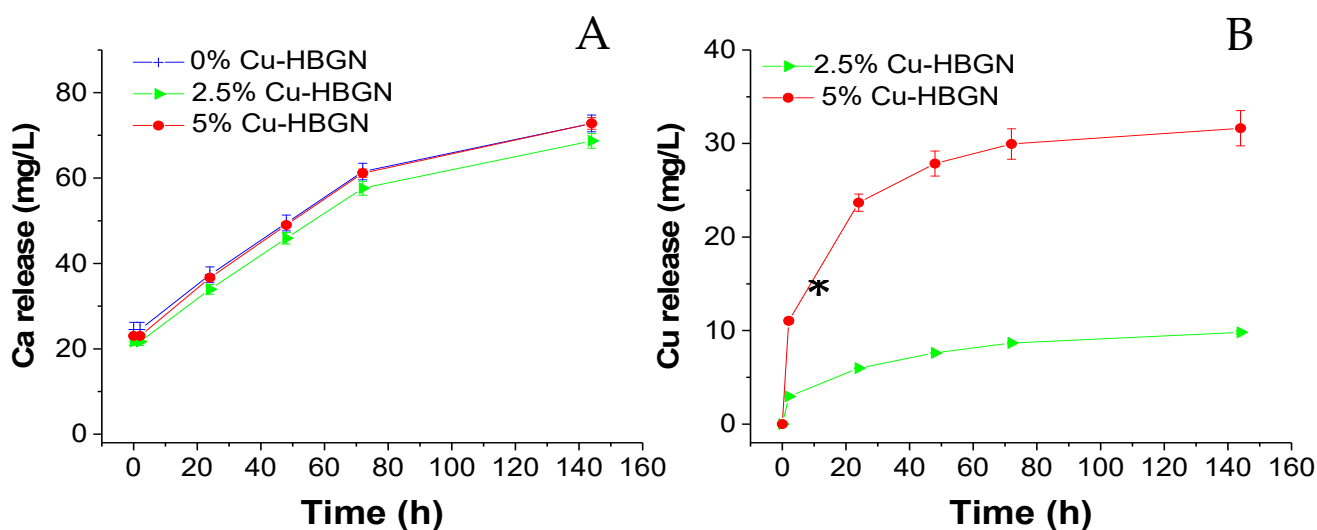 A
0% Cu-HBGN
2.5% Cu-HBGN
5% Cu-HBGN
80
60
40
20
0
Ca release (mg/L)
0 20 40 60 80 100 120 140 160
Time (h)
B
2.5% Cu-HBGN
5% Cu-HBGN
40
30
20
10
0
Cu release (mg/L)
*
0 20 40 60 80 100 120 140 160
Time (h)